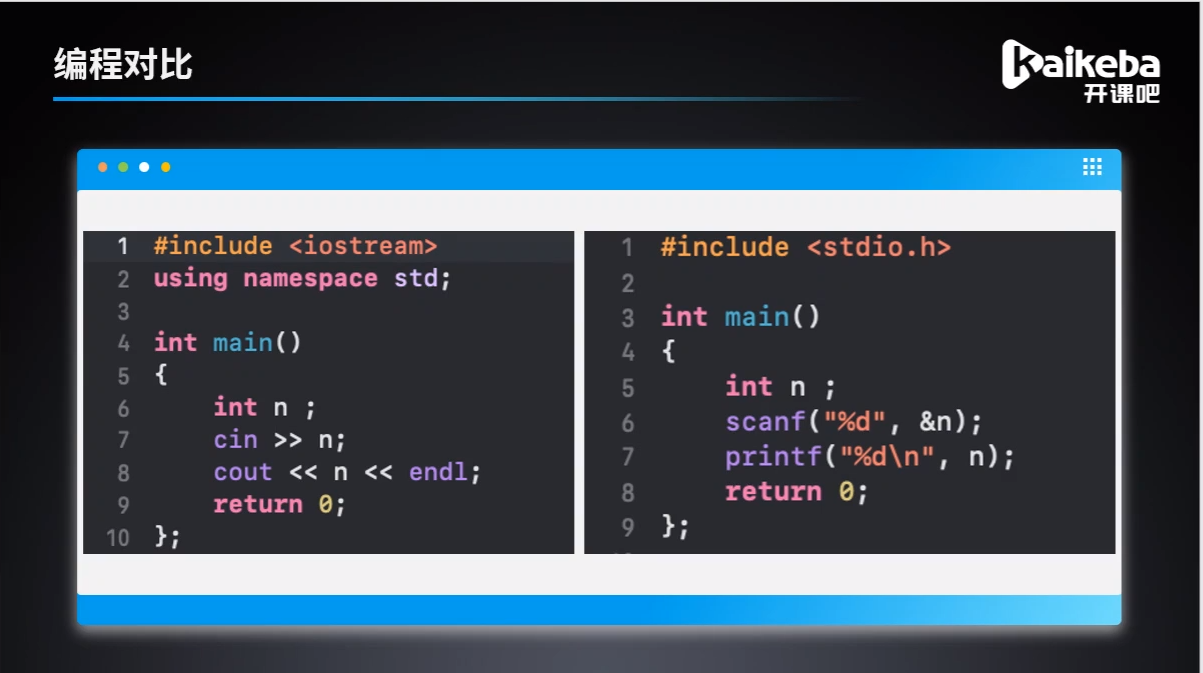 编程对比
Kaikeba
开课吧
1 #include <iostream>
2 using namespace std;
3
4 int main()
5 {
6     int n ;
7     cin >> n;
8     cout << n << endl;
9     return 0;
10 };
1 #include <stdio.h>
2
3 int main()
4 {
5     int n ;
6     scanf("%d", &n);
7     printf("%d\n", n);
8     return 0;
9 };